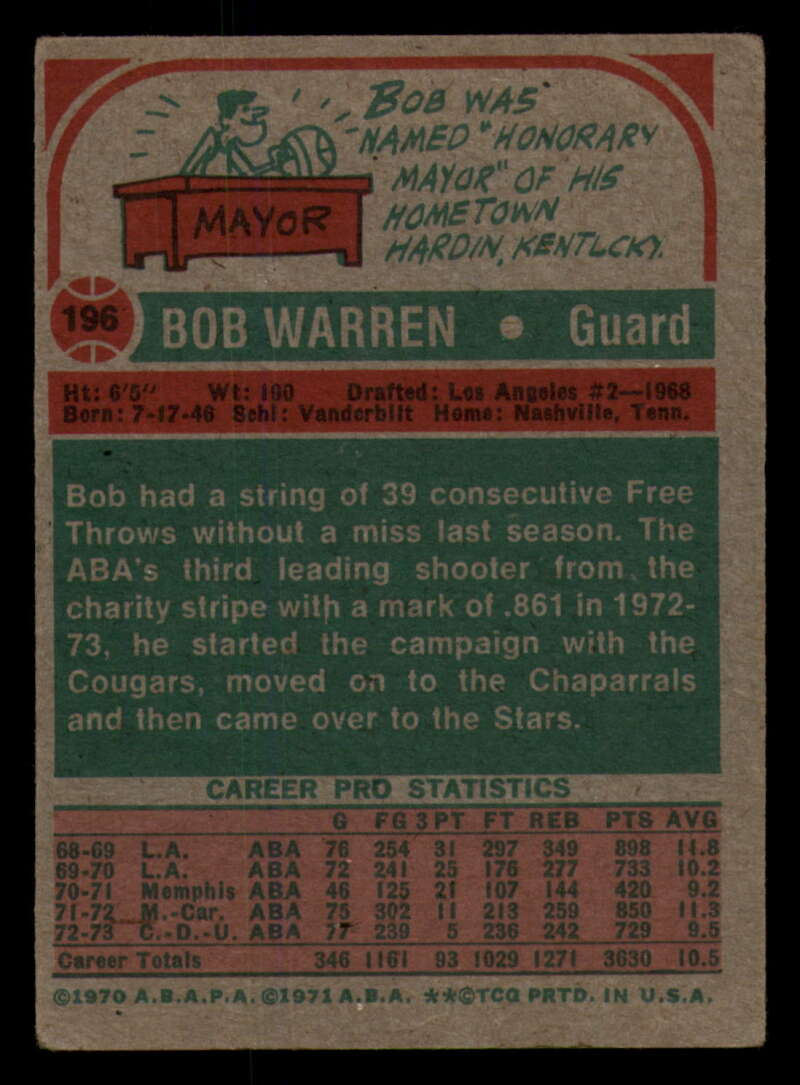 BOB WAS
NAMED "HONORARY
MAYOR" OF HIS
HOMETOWN
HARDIN, KENTLCKY.
MAYOR
196 BOB WARREN • Guard
Ht: 6'5" Wt: 190 Drafted: Los Angeles #2—1968
Born: 7-17-46 Schl: Vanderbilt Home: Nashville, Tenn.
Bob had a string of 39 consecutive Free
Throws without a miss last season. The
ABA's third leading shooter from the
charity stripe with a mark of .861 in 1972-
73, he started the campaign with the
Cougars, moved on to the Chaparrals
and then came over to the Stars.
CAREER PRO STATISTICS
G FG 3PT FT REB PTS AVG
68-69 L.A. ABA 76 254 31 297 349 898 11.8
69-70 L.A. ABA 72 241 25 176 277 733 10.2
70-71 Memphis ABA 46 125 21 107 144 420 9.2
71-72 M.-Car. ABA 75 302 11 213 259 850 11.3
72-73 C.-D.-U. ABA 77 239 5 236 242 729 9.5
Career Totals 346 1161 93 1029 1271 3630 10.5
©1970 A.B.A.P.A. ©1971 A.B.A. **©TCG PRTD. IN U.S.A.